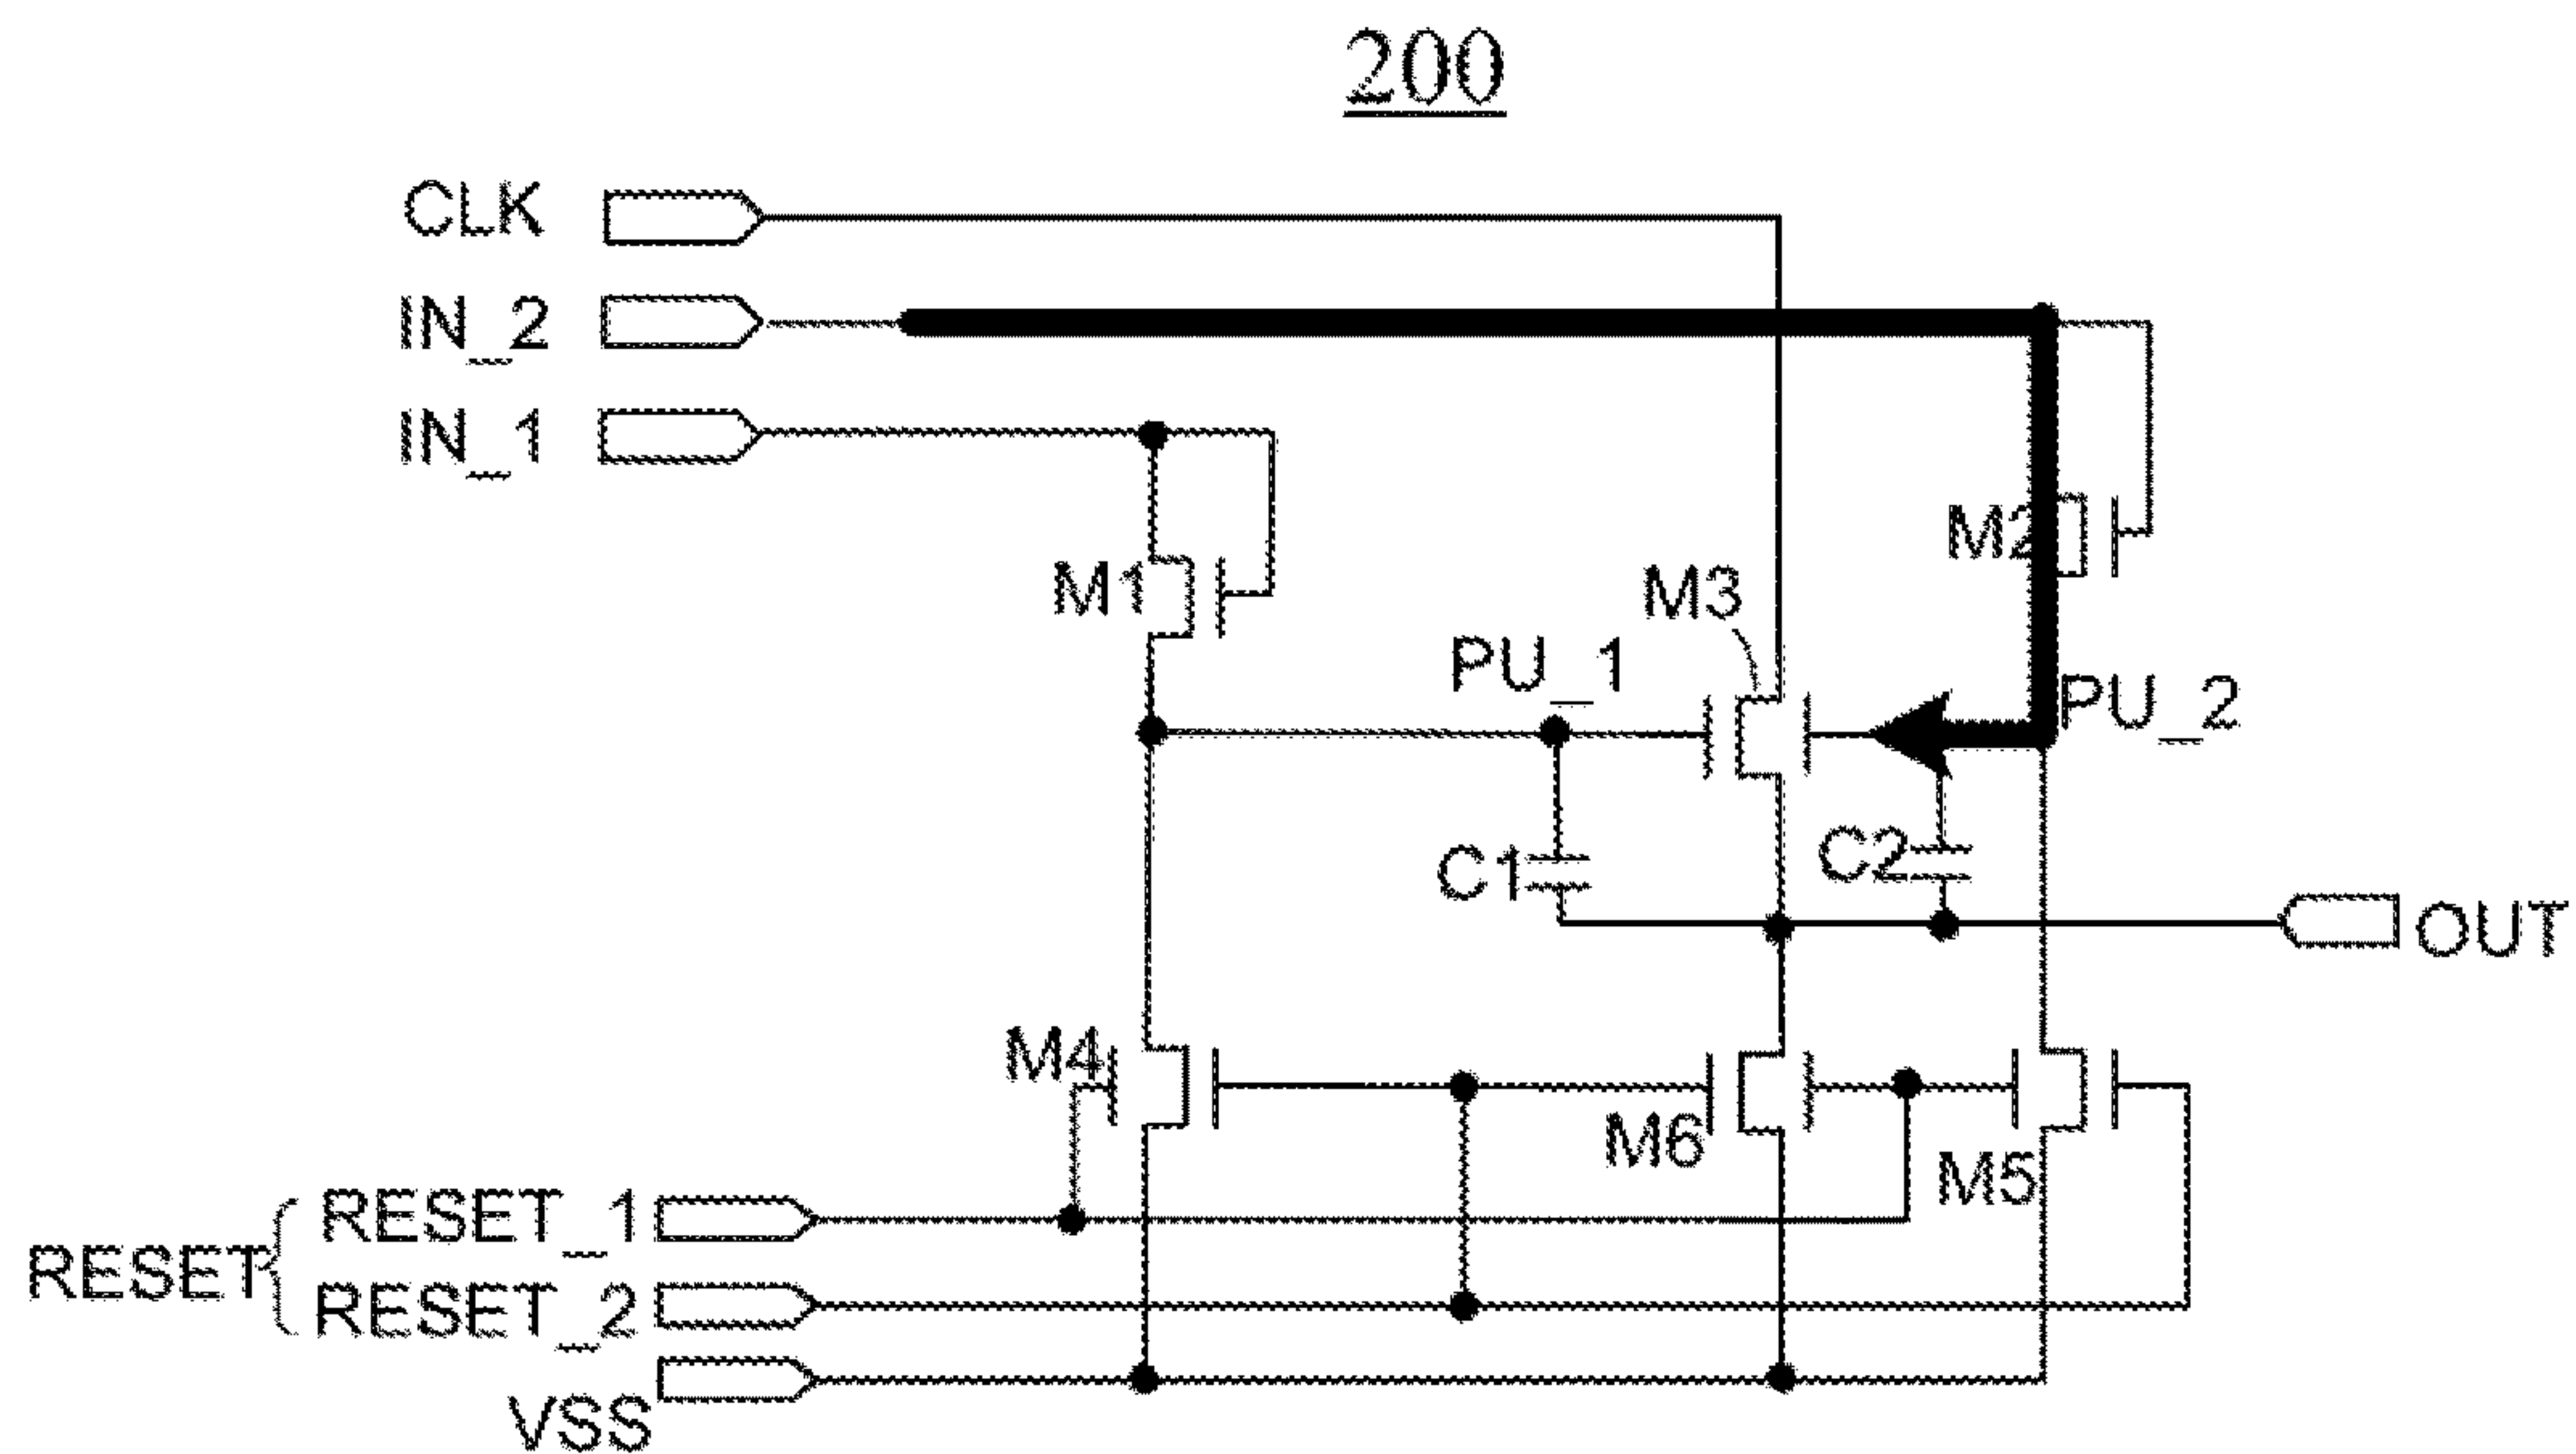 200
CLK
IN_2
IN_1
M1
M2
M3
PU_1
PU_2
C1
C2
OUT
M4
M6
M5
RESET
RESET_1
RESET_2
VSS